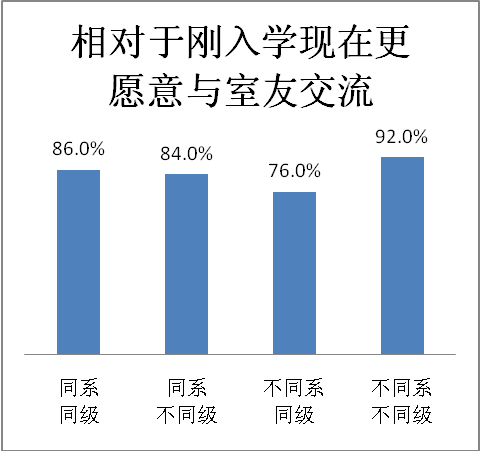 相对于刚入学现在更
愿意与室友交流
86.0%
84.0%
76.0%
92.0%
同系
同级
同系
不同级
不同系
同级
不同系
不同级